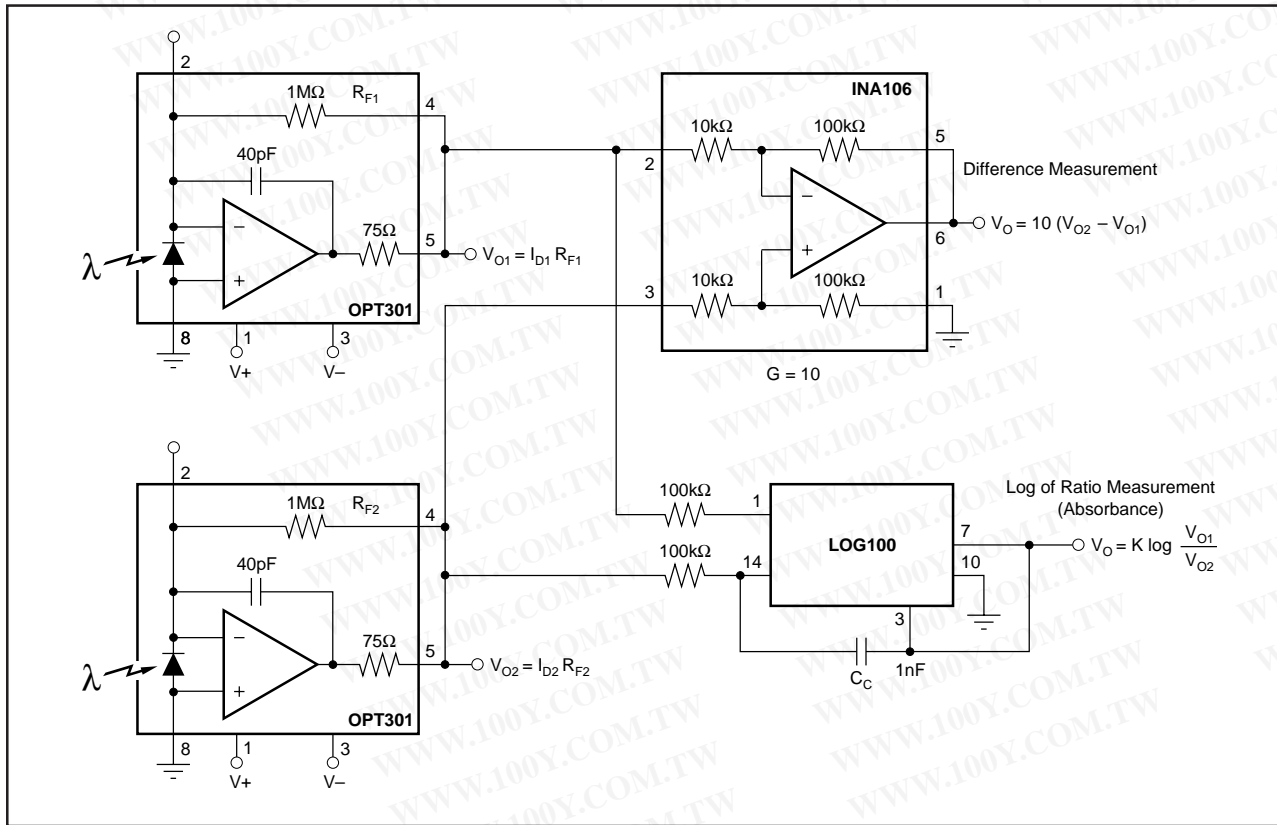 2
1MΩ RF1
4
40pF
75Ω
5
VO1 = ID1 RF1
λ
−
+
OPT301
8
1
3
V+
V–
INA106
10kΩ
100kΩ
5
2
Difference Measurement
−
+
6
VO = 10 (VO2 – VO1)
3
10kΩ
100kΩ
1
G = 10
2
1MΩ RF2
4
40pF
75Ω
5
VO2 = ID2 RF2
λ
−
+
OPT301
8
1
3
V+
V–
100kΩ
1
100kΩ
14
LOG100
7
10
3
Log of Ratio Measurement
(Absorbance)
VO = K log VO1
VO2
CC
1nF
WWW.100Y.COM.TW